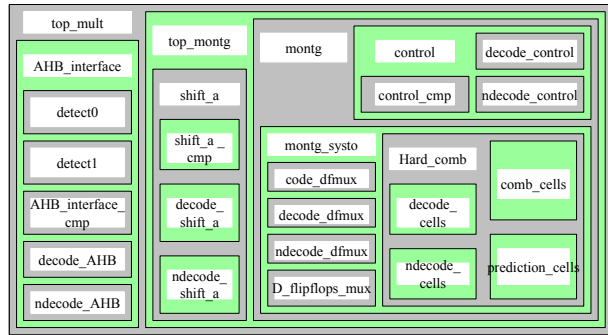 top_mult
AHB_interface
detect0
detect1
AHB_interface_
cmp
decode_AHB
ndecode_AHB
top_montg
shift_a
shift_a _
cmp
decode_
shift_a
ndecode_
shift_a
montg
control
decode_control
control_cmp
ndecode_control
montg_systo
code_dfmux
decode_dfmux
ndecode_dfmux
D_flipflops_mux
Hard_comb
decode_
cells
ndecode_
cells
comb_cells
prediction_cells